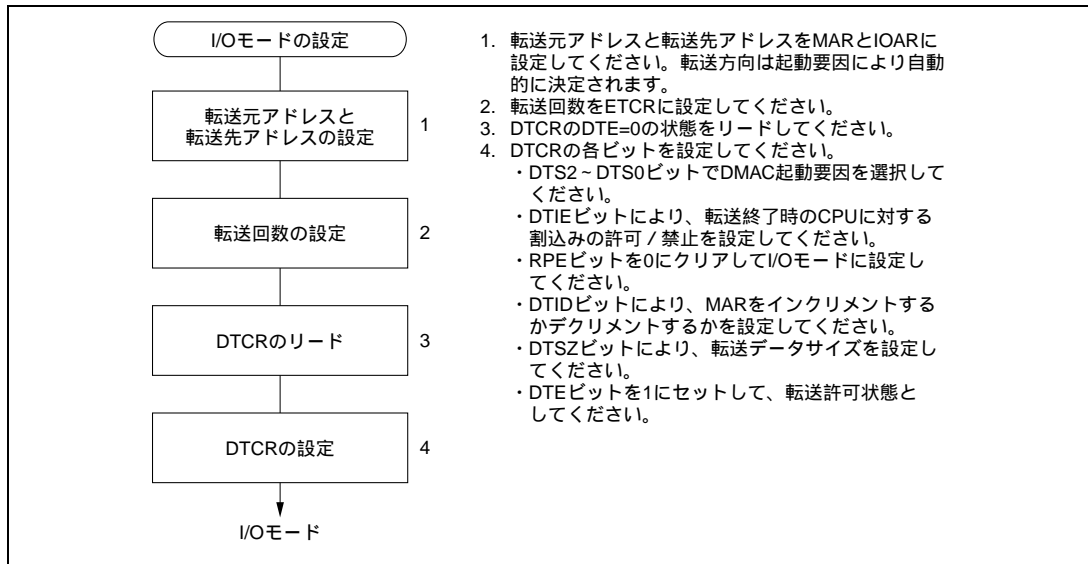 I/Oモードの設定
転送元アドレスと
転送先アドレスの設定
1
転送回数の設定
2
DTCRのリード
3
DTCRの設定
4
I/Oモード
1. 転送元アドレスと転送先アドレスをMARとIOARに
設定してください。転送方向は起動要因により自動
的に決定されます。
2. 転送回数をETCRに設定してください。
3. DTCRのDTE=0の状態をリードしてください。
4. DTCRの各ビットを設定してください。
・DTS2~DTS0ビットでDMAC起動要因を選択して
ください。
・DTIEビットにより、転送終了時のCPUに対する
割込みの許可/禁止を設定してください。
・RPEビットを0にクリアしてI/Oモードに設定し
てください。
・DTIDビットにより、MARをインクリメントする
かデクリメントするかを設定してください。
・DTSZビットにより、転送データサイズを設定し
てください。
・DTEビットを1にセットして、転送許可状態と
してください。